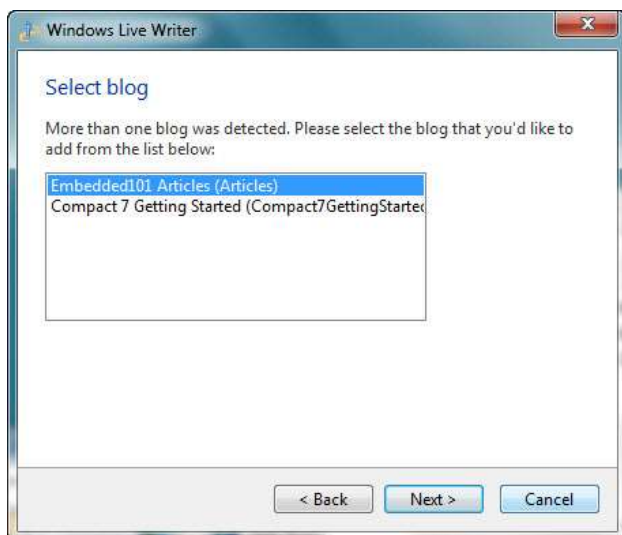 Windows Live Writer
Select blog
More than one blog was detected. Please select the blog that you'd like to
add from the list below:
Embedded101 Articles (Articles)
Compact 7 Getting Started (Compact7GettingStarted
< Back
Next >
Cancel